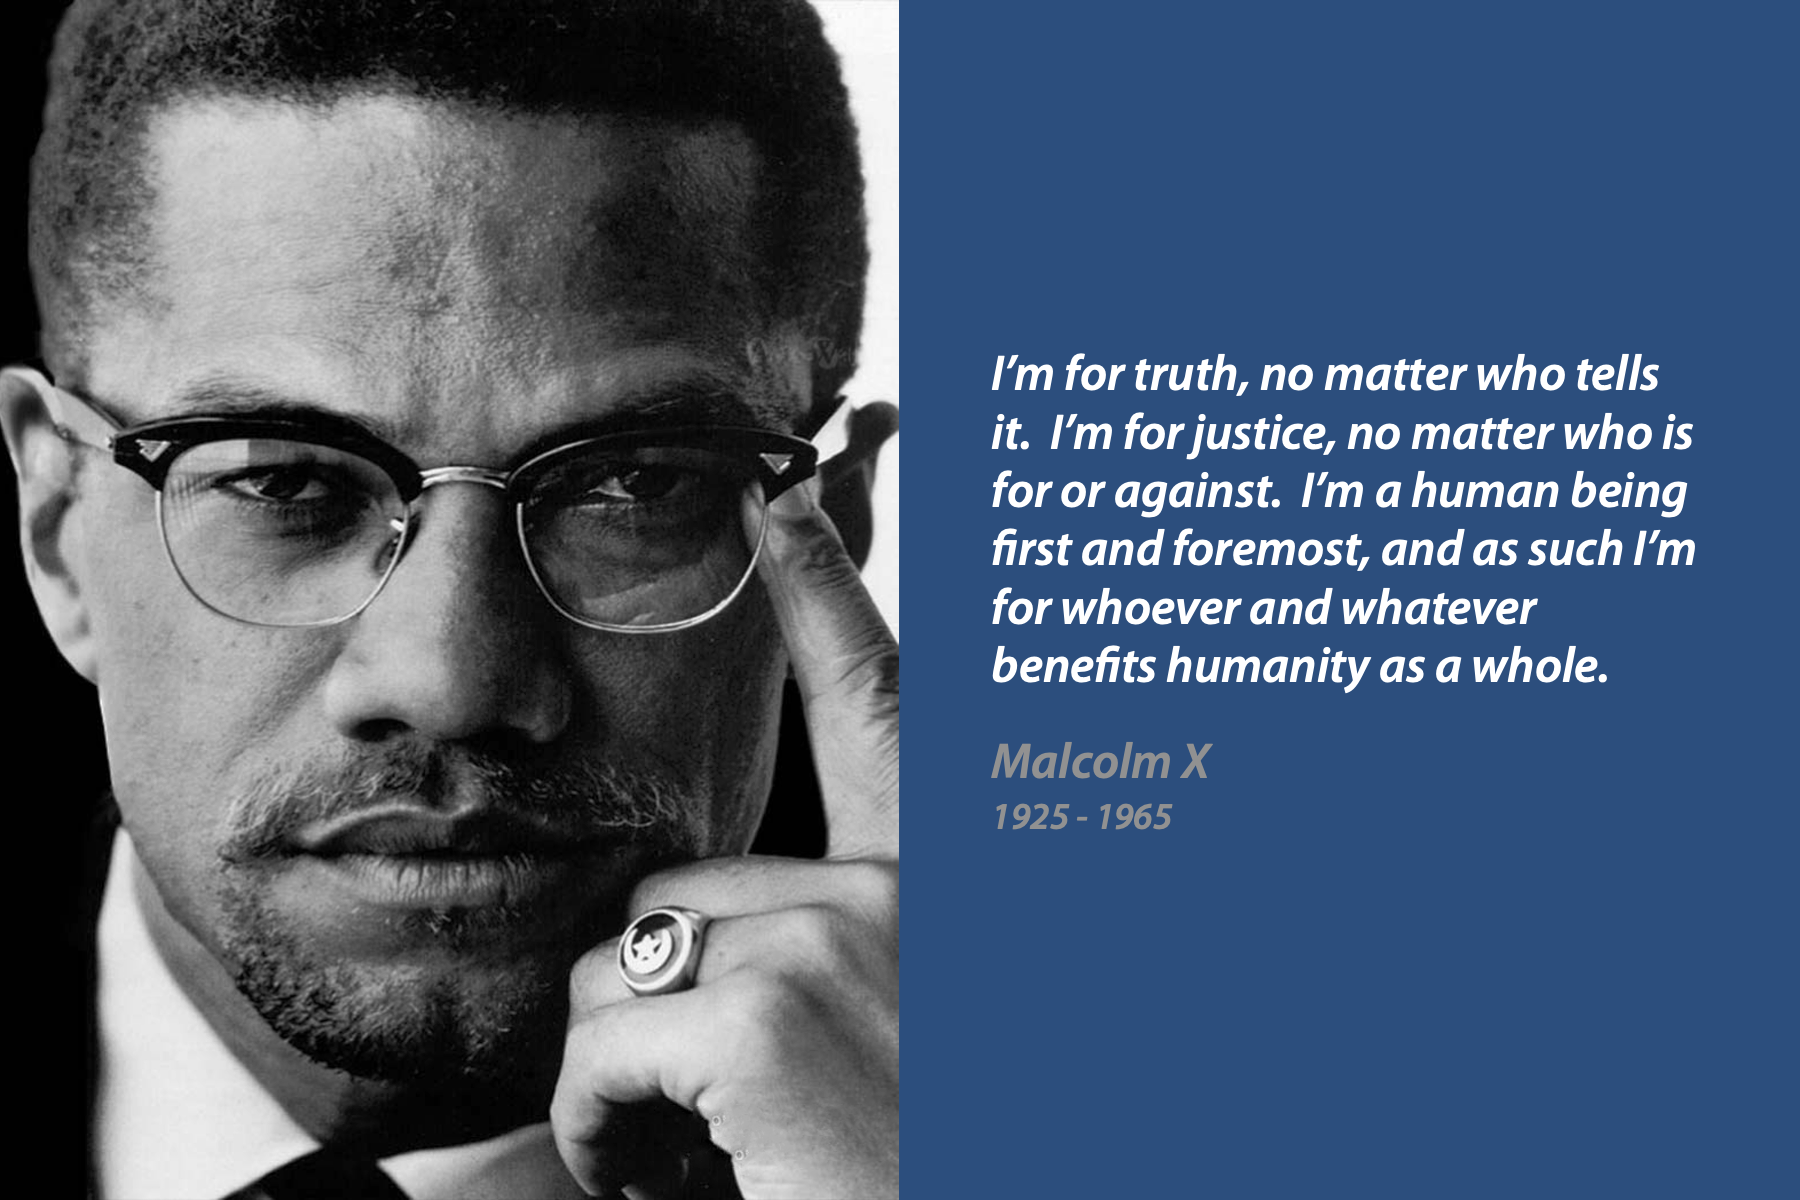 I’m for truth, no matter who tells
it.  I’m for justice, no matter who is
for or against.  I’m a human being
first and foremost, and as such I’m
for whoever and whatever
benefits humanity as a whole.
Malcolm X
1925 - 1965